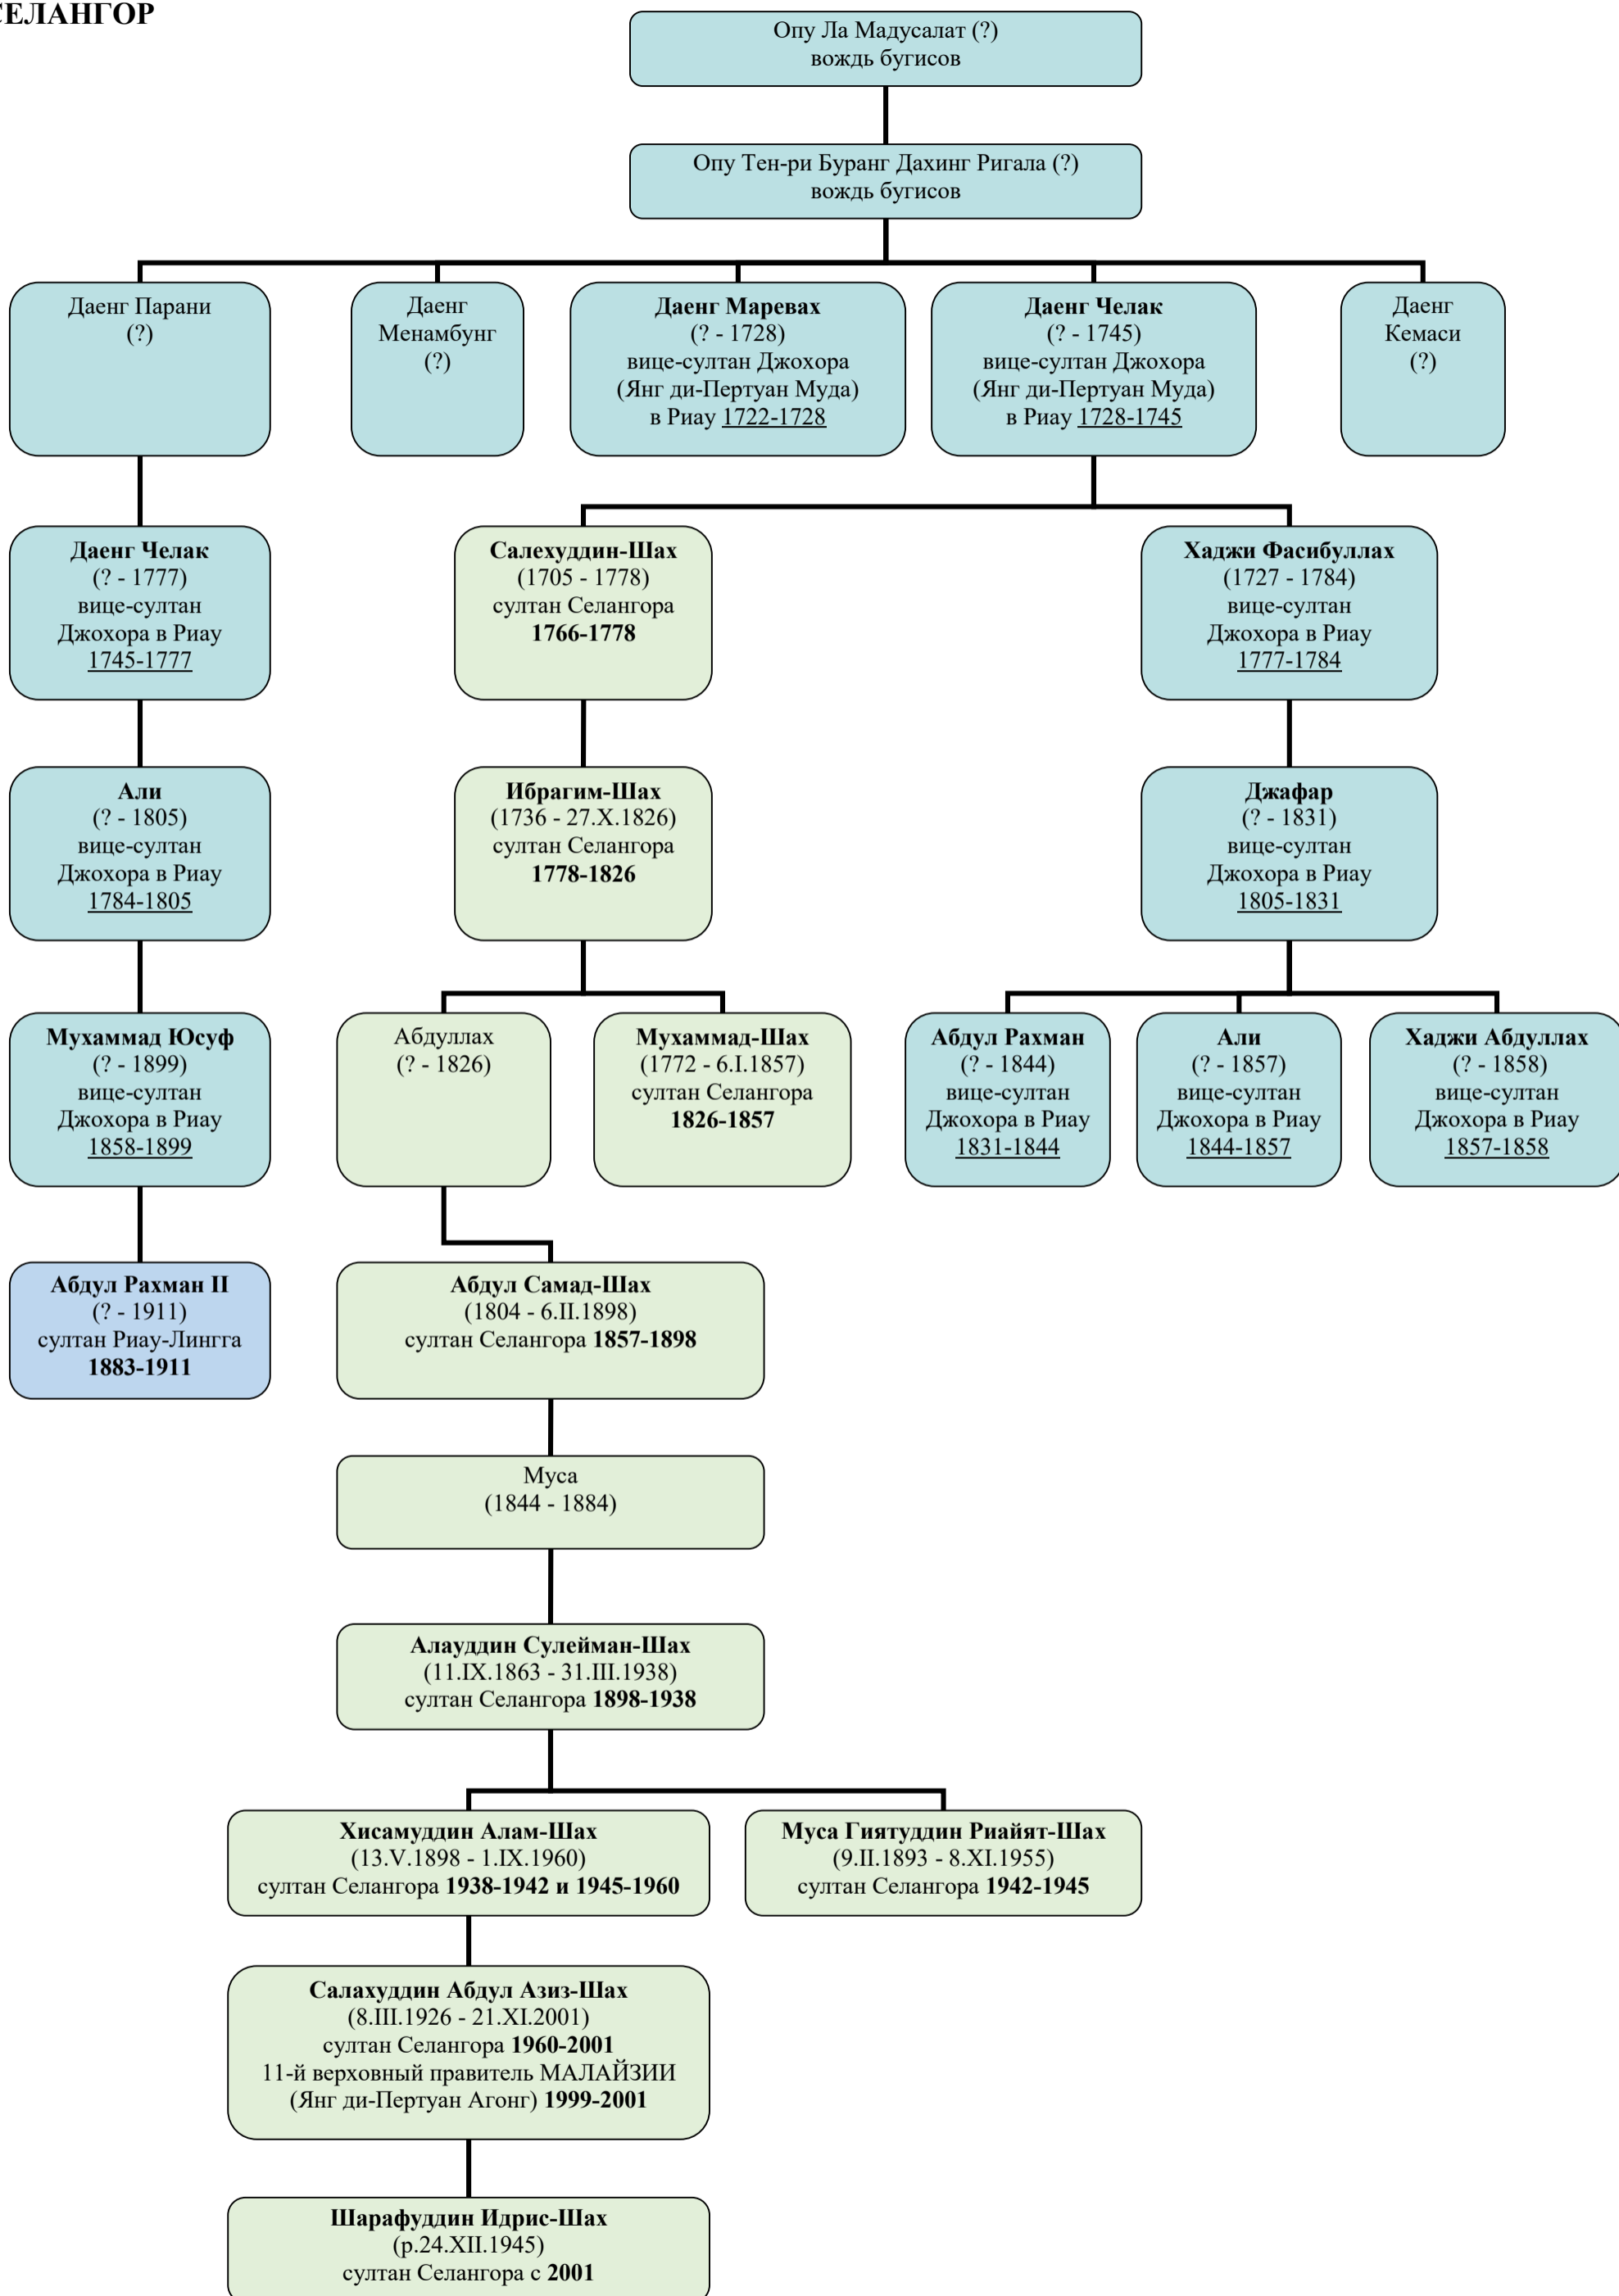 СЕЛАНГОР
Опу Ла Мадусалат (?)
вождь бугисов
Опу Тен-ри Буранг Дахинг Ригала (?)
вождь бугисов
Даенг Парани
(?)
Даенг
Менамбунг
(?)
Даенг Маревах
(? - 1728)
вице-султан Джохора
(Янг ди-Пертуан Муда)
в Риау 1722-1728
Даенг Челак
(? - 1745)
вице-султан Джохора
(Янг ди-Пертуан Муда)
в Риау 1728-1745
Даенг
Кемаси
(?)
Даенг Челак
(? - 1777)
вице-султан
Джохора в Риау
1745-1777
Салехуддин-Шах
(1705 - 1778)
султан Селангора
1766-1778
Хаджи Фасибуллах
(1727 - 1784)
вице-султан
Джохора в Риау
1777-1784
Али
(? - 1805)
вице-султан
Джохора в Риау
1784-1805
Ибрагим-Шах
(1736 - 27.X.1826)
султан Селангора
1778-1826
Джафар
(? - 1831)
вице-султан
Джохора в Риау
1805-1831
Мухаммад Юсуф
(? - 1899)
вице-султан
Джохора в Риау
1858-1899
Абдуллах
(? - 1826)
Мухаммад-Шах
(1772 - 6.I.1857)
султан Селангора
1826-1857
Абдул Рахман
(? - 1844)
вице-султан
Джохора в Риау
1831-1844
Али
(? - 1857)
вице-султан
Джохора в Риау
1844-1857
Хаджи Абдуллах
(? - 1858)
вице-султан
Джохора в Риау
1857-1858
Абдул Рахман II
(? - 1911)
султан Риау-Лингга
1883-1911
Абдул Самад-Шах
(1804 - 6.II.1898)
султан Селангора 1857-1898
Муса
(1844 - 1884)
Алауддин Сулейман-Шах
(11.IX.1863 - 31.III.1938)
султан Селангора 1898-1938
Хисамуддин Алам-Шах
(13.V.1898 - 1.IX.1960)
султан Селангора 1938-1942 и 1945-1960
Муса Гиятуддин Риайят-Шах
(9.II.1893 - 8.XI.1955)
султан Селангора 1942-1945
Салахуддин Абдул Азиз-Шах
(8.III.1926 - 21.XI.2001)
султан Селангора 1960-2001
11-й верховный правитель МАЛАЙЗИИ
(Янг ди-Пертуан Агонг) 1999-2001
Шарафуддин Идрис-Шах
(р.24.XII.1945)
султан Селангора с 2001